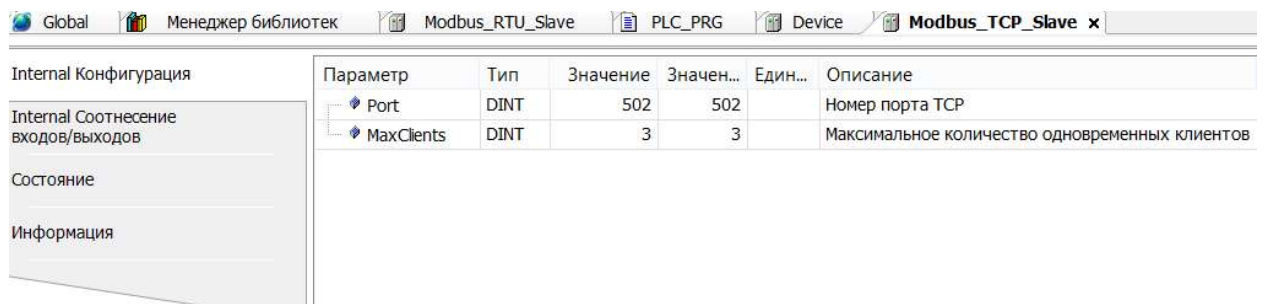 Global Менеджер библиотек Modbus_RTU_Slave PLC_PRG Device Modbus_TCP_Slave x
Internal Конфигурация
Internal Соотнесение
входов/выходов
Состояние
Информация
Параметр Тип Значение Значен... Един... Описание
Port DINT 502 502 Номер порта TCP
MaxClients DINT 3 3 Максимальное количество одновременных клиентов